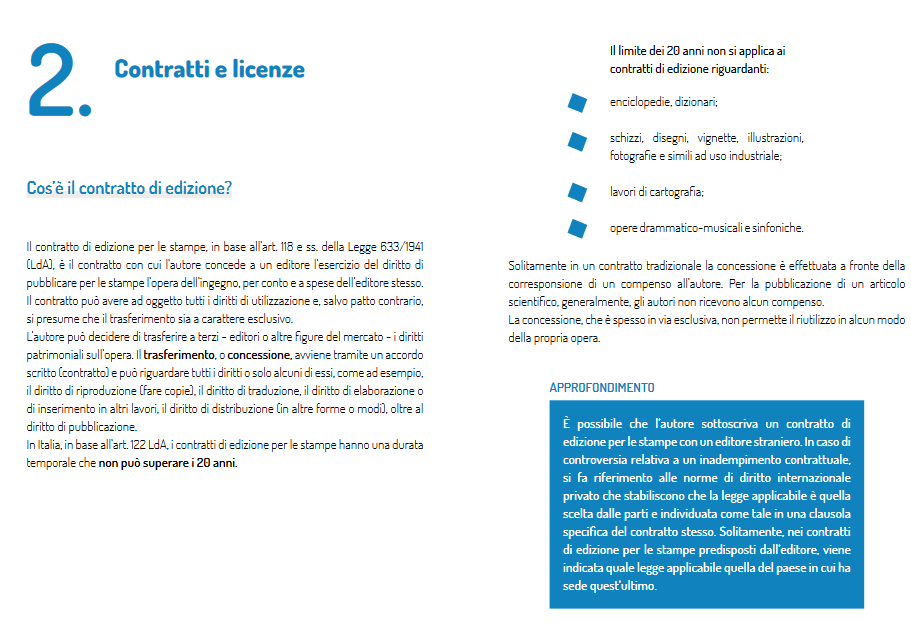 2.
Contratti e licenze
Cos'è il contratto di edizione?
Il contratto di edizione per le stampe, in base all'art. 118 e ss. della Legge 633/1941
(LdA), è il contratto con cui l'autore concede a un editore l'esercizio del diritto di
pubblicare per le stampe l'opera dell'ingegno, per conto e a spese dell'editore stesso.
Il contratto può avere ad oggetto tutti i diritti di utilizzazione e, salvo patto contrario,
si presume che il trasferimento sia a carattere esclusivo.
L'autore può decidere di trasferire a terzi - editori o altre figure del mercato - i diritti
patrimoniali sull'opera. Il trasferimento, o concessione, avviene tramite un accordo
scritto (contratto) e può riguardare tutti i diritti o solo alcuni di essi, come ad esempio,
il diritto di riproduzione (fare copie), il diritto di traduzione, il diritto di elaborazione o
di inserimento in altri lavori, il diritto di distribuzione (in altre forme o modi), oltre al
diritto di pubblicazione.
In Italia, in base all'art. 122 LdA, i contratti di edizione per le stampe hanno una durata
temporale che non può superare i 20 anni.
Il limite dei 20 anni non si applica ai
contratti di edizione riguardanti:
enciclopedie, dizionari;
schizzi, disegni, vignette, illustrazioni,
fotografie e simili ad uso industriale;
lavori di cartografia;
opere drammatico-musicali e sinfoniche.
Solitamente in un contratto tradizionale la concessione è effettuata a fronte della
corresponsione di un compenso all'autore. Per la pubblicazione di un articolo
scientifico, generalmente, gli autori non ricevono alcun compenso.
La concessione, che è spesso in via esclusiva, non permette il riutilizzo in alcun modo
della propria opera.
APPROFONDIMENTO
È possibile che l'autore sottoscriva un contratto di
edizione per le stampe con un editore straniero. In caso di
controversia relativa a un inadempimento contrattuale,
si fa riferimento alle norme di diritto internazionale
privato che stabiliscono che la legge applicabile è quella
scelta dalle parti e individuata come tale in una clausola
specifica del contratto stesso. Solitamente, nei contratti
di edizione per le stampe predisposti dall'editore, viene
indicata quale legge applicabile quella del paese in cui ha
sede quest'ultimo.